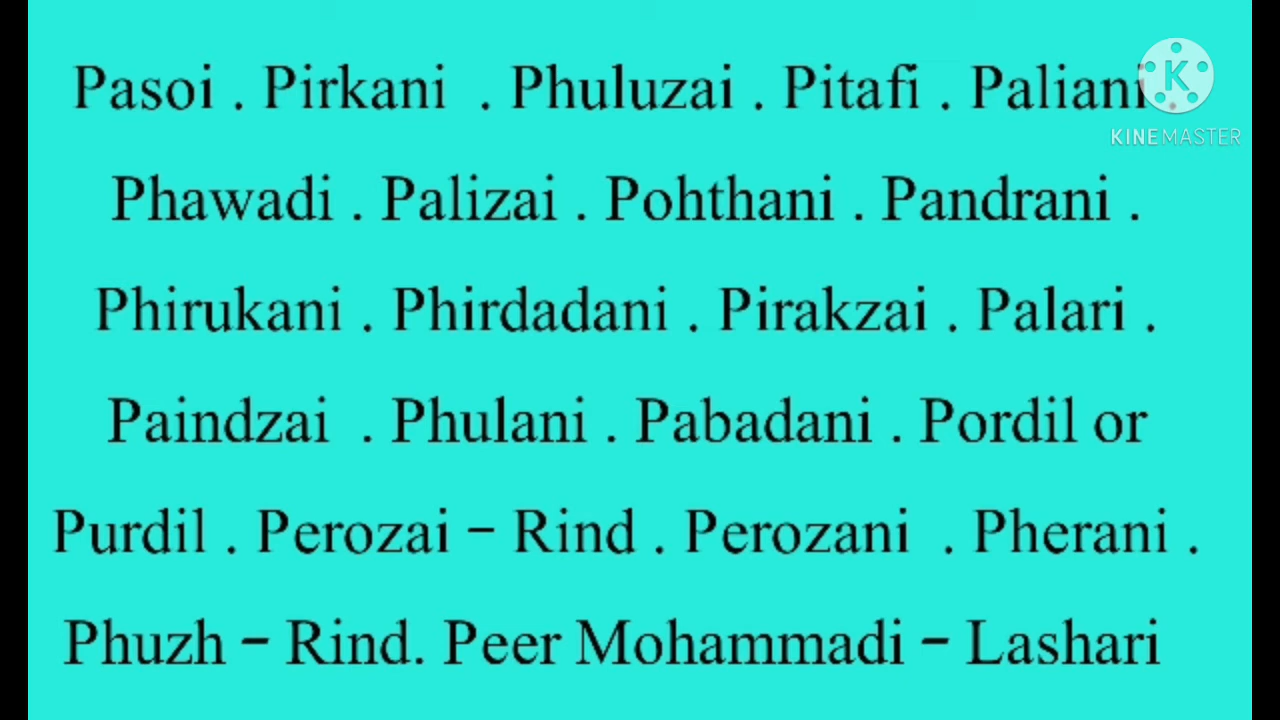 Pasoi . Pirkani . Phuluzai . Pitafi . Paliani .
KINEMASTER
Phawadi . Palizai . Pohthani . Pandrani .
Phirukani . Phirdadani . Pirakzai . Palari .
Paindzai . Phulani . Pabadani . Pordil or
Purdil . Perozai – Rind . Perozani . Pherani .
Phuzh – Rind. Peer Mohammadi – Lashari